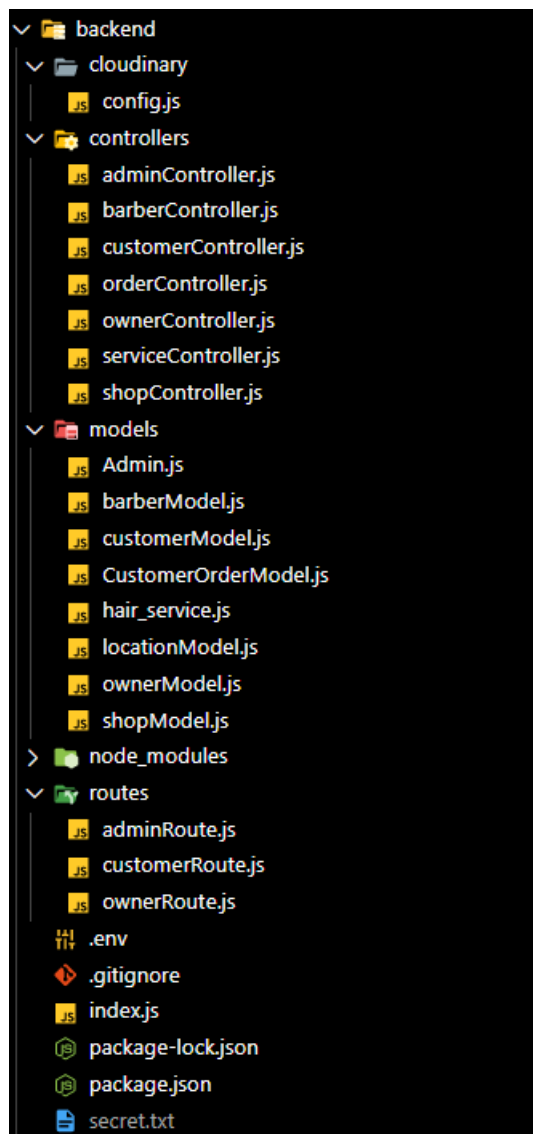 backend
cloudinary
config.js
controllers
adminController.js
barberController.js
customerController.js
orderController.js
ownerController.js
serviceController.js
shopController.js
models
Admin.js
barberModel.js
customerModel.js
CustomerOrderModel.js
hair_service.js
locationModel.js
ownerModel.js
shopModel.js
node_modules
routes
adminRoute.js
customerRoute.js
ownerRoute.js
.env
.gitignore
index.js
package-lock.json
package.json
secret.txt